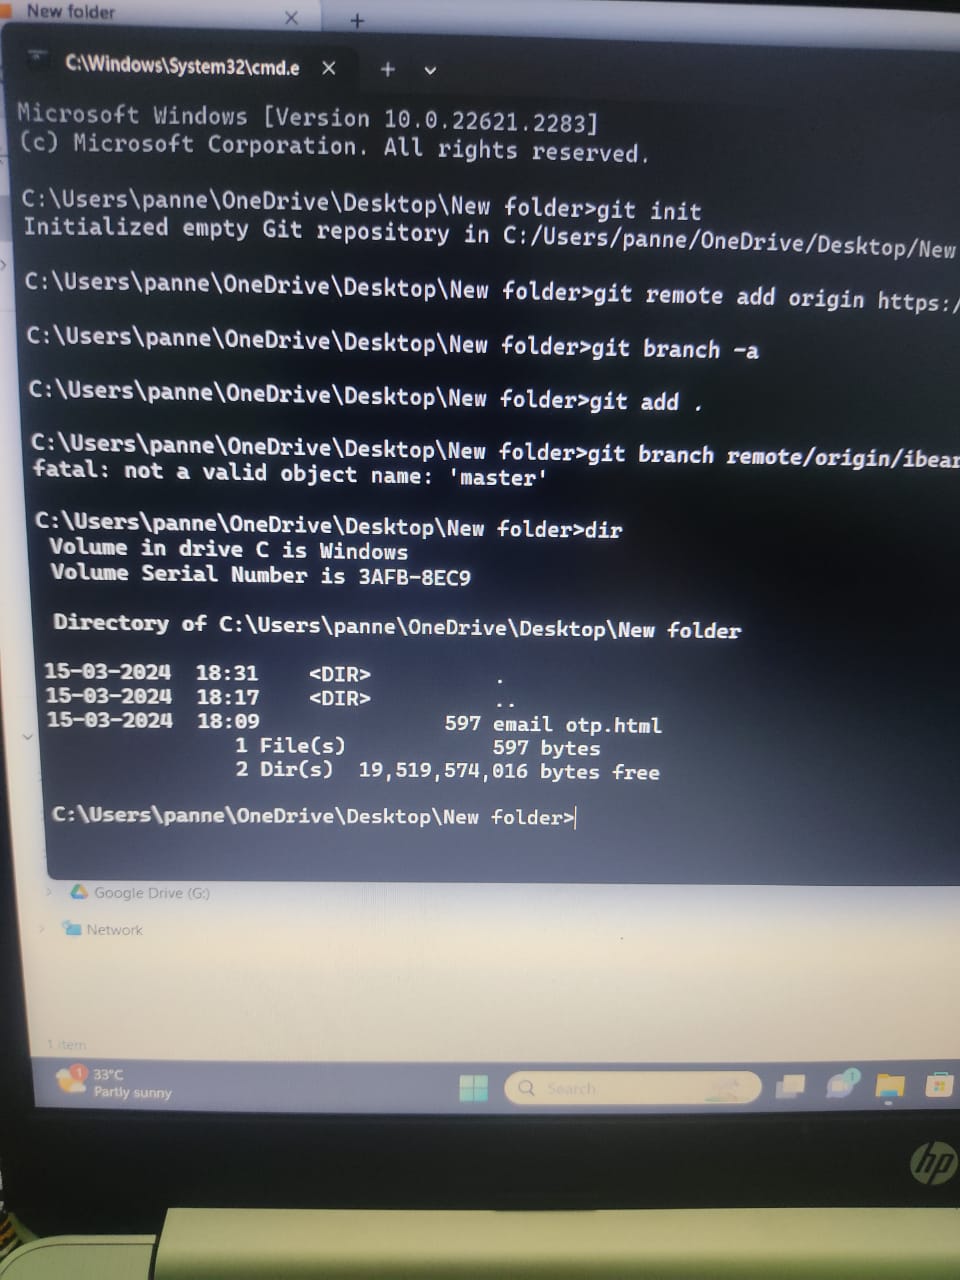 New folder
C:\Windows\System32\cmd.e
Microsoft Windows [Version 10.0.22621.2283]
(c) Microsoft Corporation. All rights reserved.
C:\Users\panne\OneDrive\Desktop\New folder>git init
Initialized empty Git repository in C:/Users/panne/OneDrive/Desktop/New
C:\Users\panne\OneDrive\Desktop\New folder>git remote add origin https:/
C:\Users\panne\OneDrive\Desktop\New folder>git branch -a
C:\Users\panne\OneDrive\Desktop\New folder>git add .
C:\Users\panne\OneDrive\Desktop\New folder>git branch remote/origin/ibear
fatal: not a valid object name: 'master'
C:\Users\panne\OneDrive\Desktop\New folder>dir
Volume in drive C is Windows
Volume Serial Number is 3AFB-8EC9
Directory of C:\Users\panne\OneDrive\Desktop\New folder
15-03-2024 18:31 <DIR> .
15-03-2024 18:17 <DIR> ..
15-03-2024 18:09 597 email otp.html
1 File(s) 597 bytes
2 Dir(s) 19,519,574,016 bytes free
C:\Users\panne\OneDrive\Desktop\New folder>
Google Drive (G:)
Network
1 item
1
33°C
Partly sunny
Search
1
hp